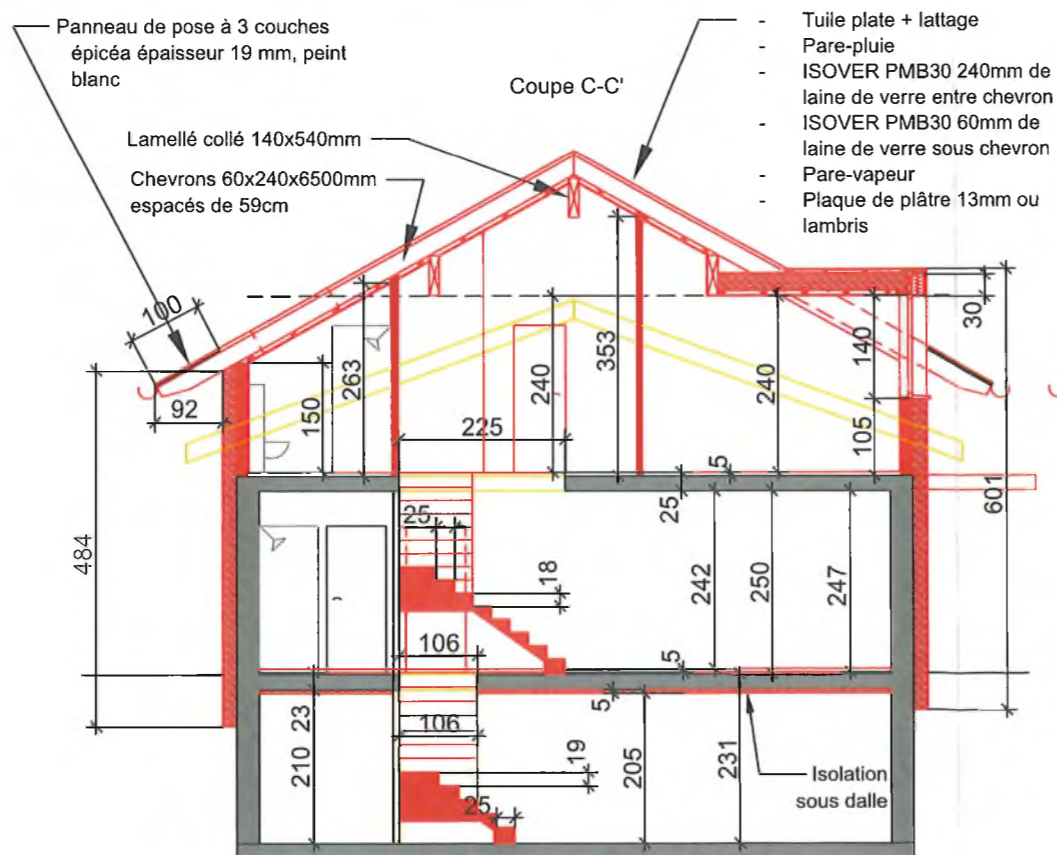 Panneau de pose à 3 couches
épicéa épaisseur 19 mm, peint
blanc
Coupe C-C'
- Tuile plate + lattage
- Pare-pluie
- ISOVER PMB30 240mm de
laine de verre entre chevron
- ISOVER PMB30 60mm de
laine de verre sous chevron
- Pare-vapeur
- Plaque de plâtre 13mm ou
lambris
Lamellé collé 140x540mm
Chevrons 60x240x6500mm
espacés de 59cm
100
92
484
150
263
225
240
353
240
140
30
105
601
5
25
25
18
106
242
250
247
5
23
210
106
19
25
5
205
231
Isolation
sous dalle